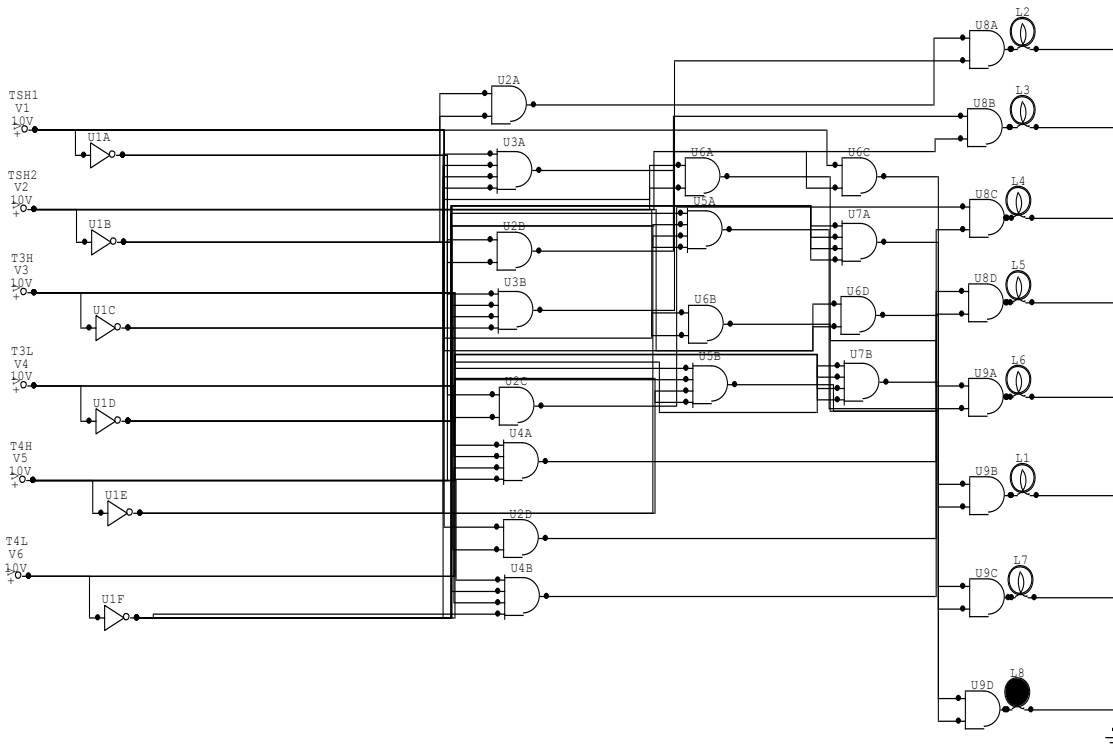 TSH1
V1
10V
U1A
TSH2
V2
10V
U1B
T3H
V3
10V
U1C
T3L
V4
10V
U1D
T4H
V5
10V
U1E
T4L
V6
10V
U1F
U2A
U3A
U2B
U3B
U2C
U4A
U2D
U4B
U6A
U5A
U6B
U5B
U6C
U7A
U6D
U7B
U8A
L2
U8B
L3
U8C
L4
U8D
L5
U9A
L6
U9B
L1
U9C
L7
U9D
L8